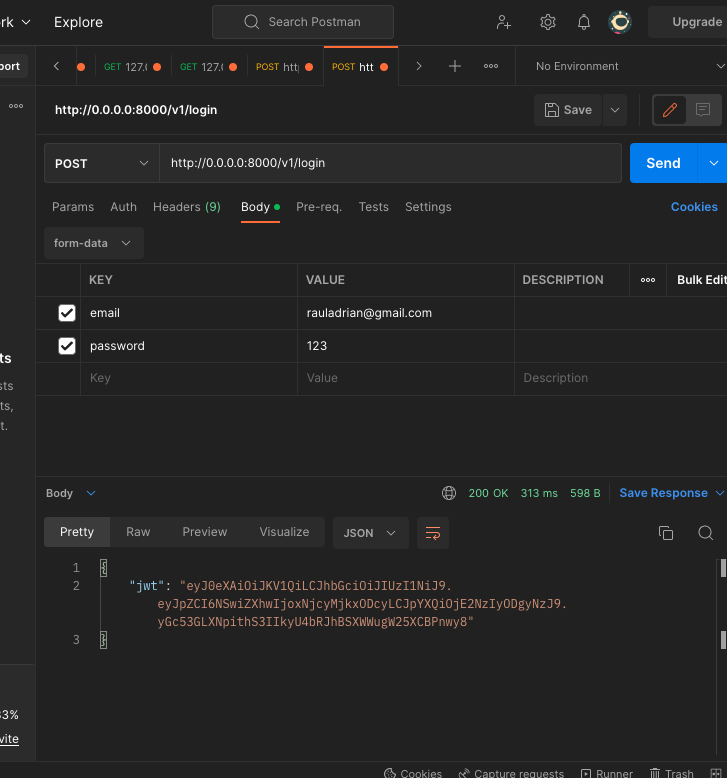 rk Explore Search Postman Upgrade
port GET 127.( GET 127.( POST htt POST htt No Environment
http://0.0.0.0:8000/v1/login Save
POST http://0.0.0.0:8000/v1/login Send
Params Auth Headers (9) Body Pre-req. Tests Settings Cookies
form-data
KEY VALUE DESCRIPTION Bulk Edit
email rauladrian@gmail.com
password 123
Key Value Description
ts
sts
ts,
t.
Body 200 OK 313 ms 598 B Save Response
Pretty Raw Preview Visualize JSON
1 {
2 "jwt": "eyJ0eXAiOiJKV1QiLCJhbGciOiJIUzI1NiJ9.
eyJpZCI6NSwiZXhwIjoxNjcyMjkxODcyLCJpYXQiOjE2NzIyODgyNzJ9.
yGc53GLXNpithS3IIkyU4bRJhBSXWWugW25XCBPnwy8"
3 }
33%
vite
Cookies Capture requests Runner Trash